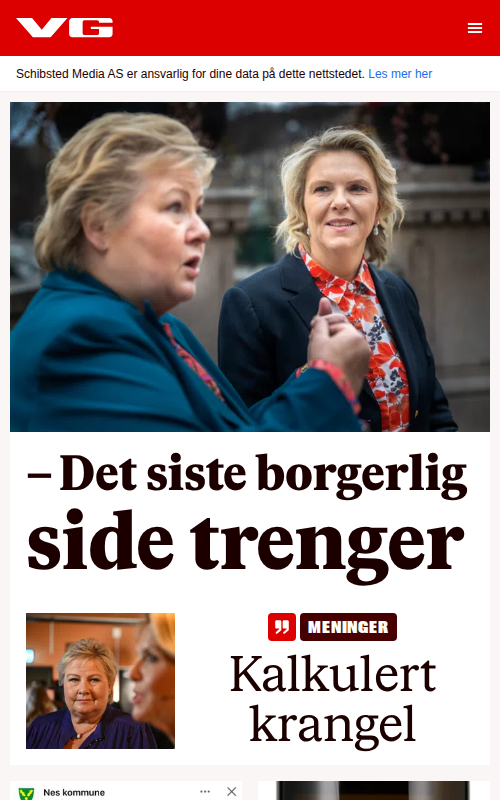 VG
Schibsted Media AS er ansvarlig for dine data på dette nettstedet. Les mer her
– Det siste borgerlig
side trenger
MENINGER
Kalkulert
krangel
Nes kommune